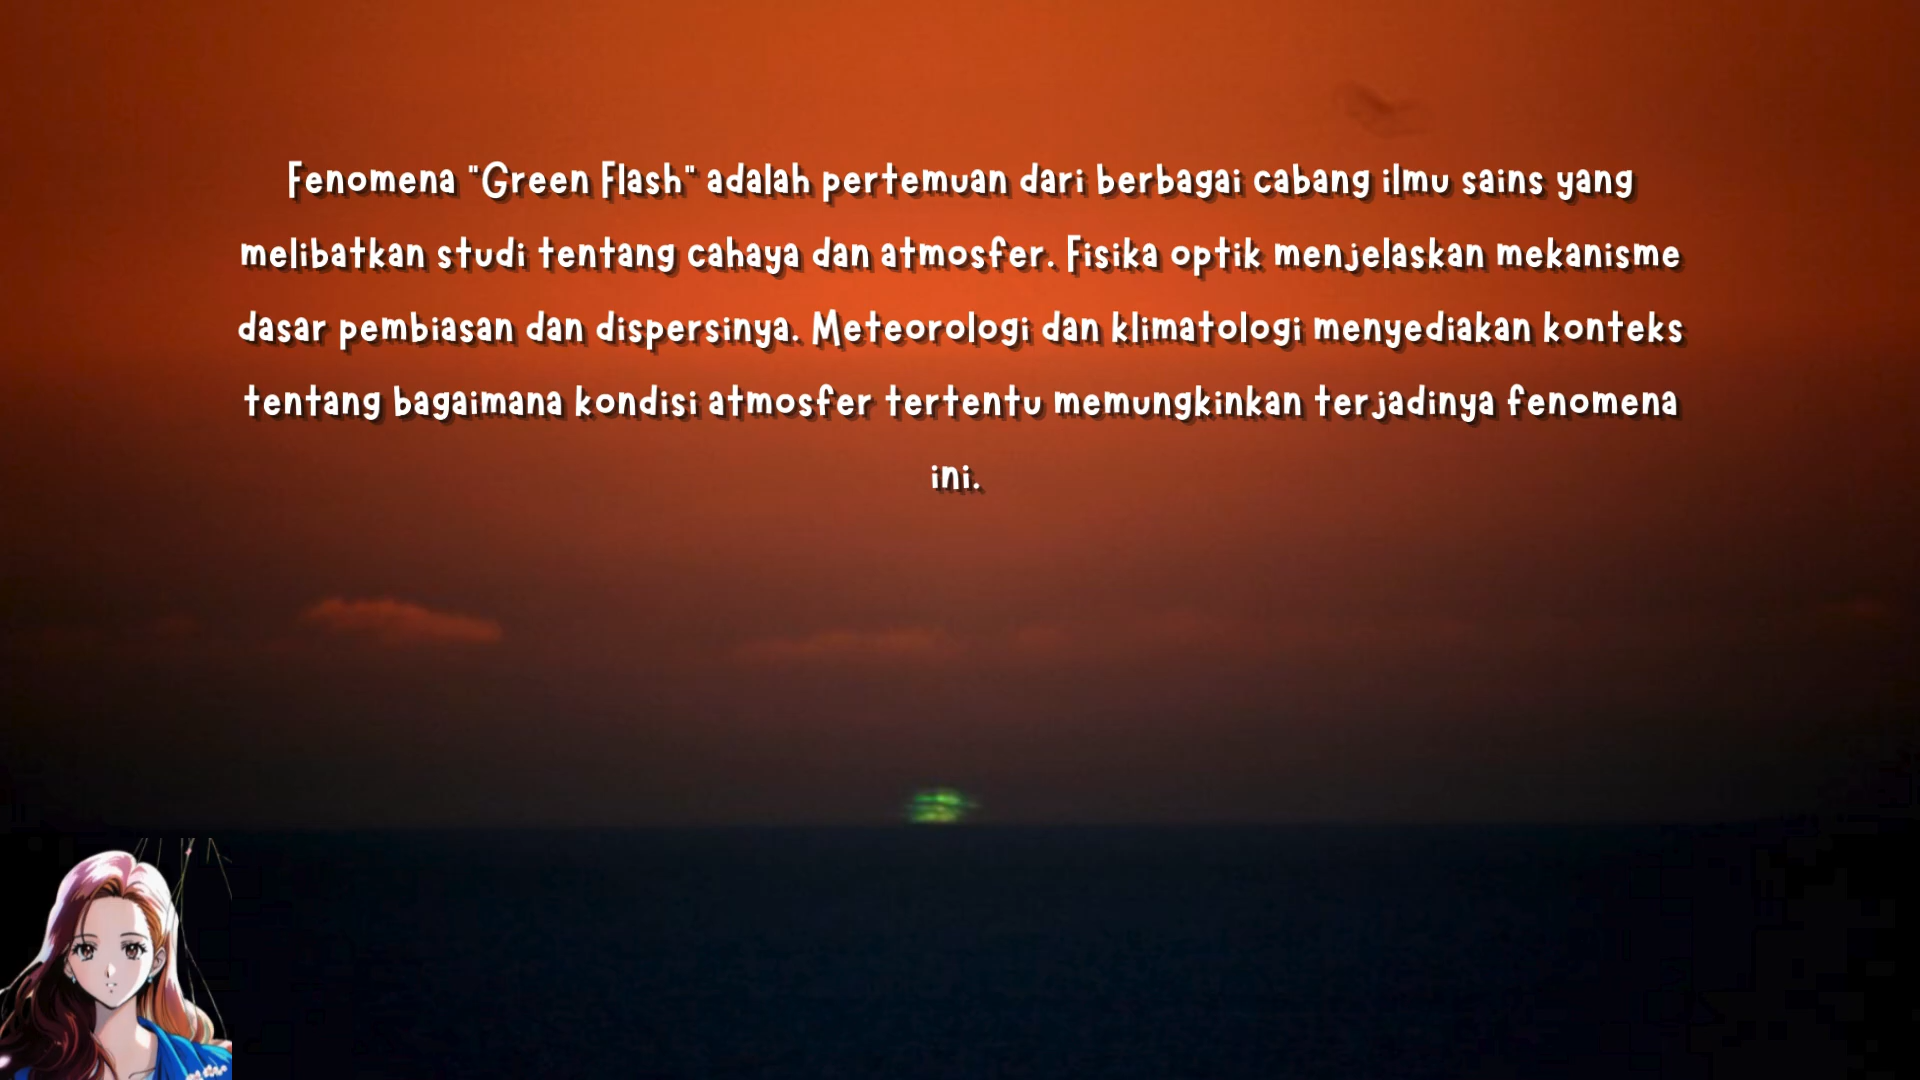 Fenomena "Green Flash" adalah pertemuan dari berbagai cabang ilmu sains yang
melibatkan studi tentang cahaya dan atmosfer. Fisika optik menjelaskan mekanisme
dasar pembiasan dan dispersinya. Meteorologi dan klimatologi menyediakan konteks
tentang bagaimana kondisi atmosfer tertentu memungkinkan terjadinya fenomena
ini.